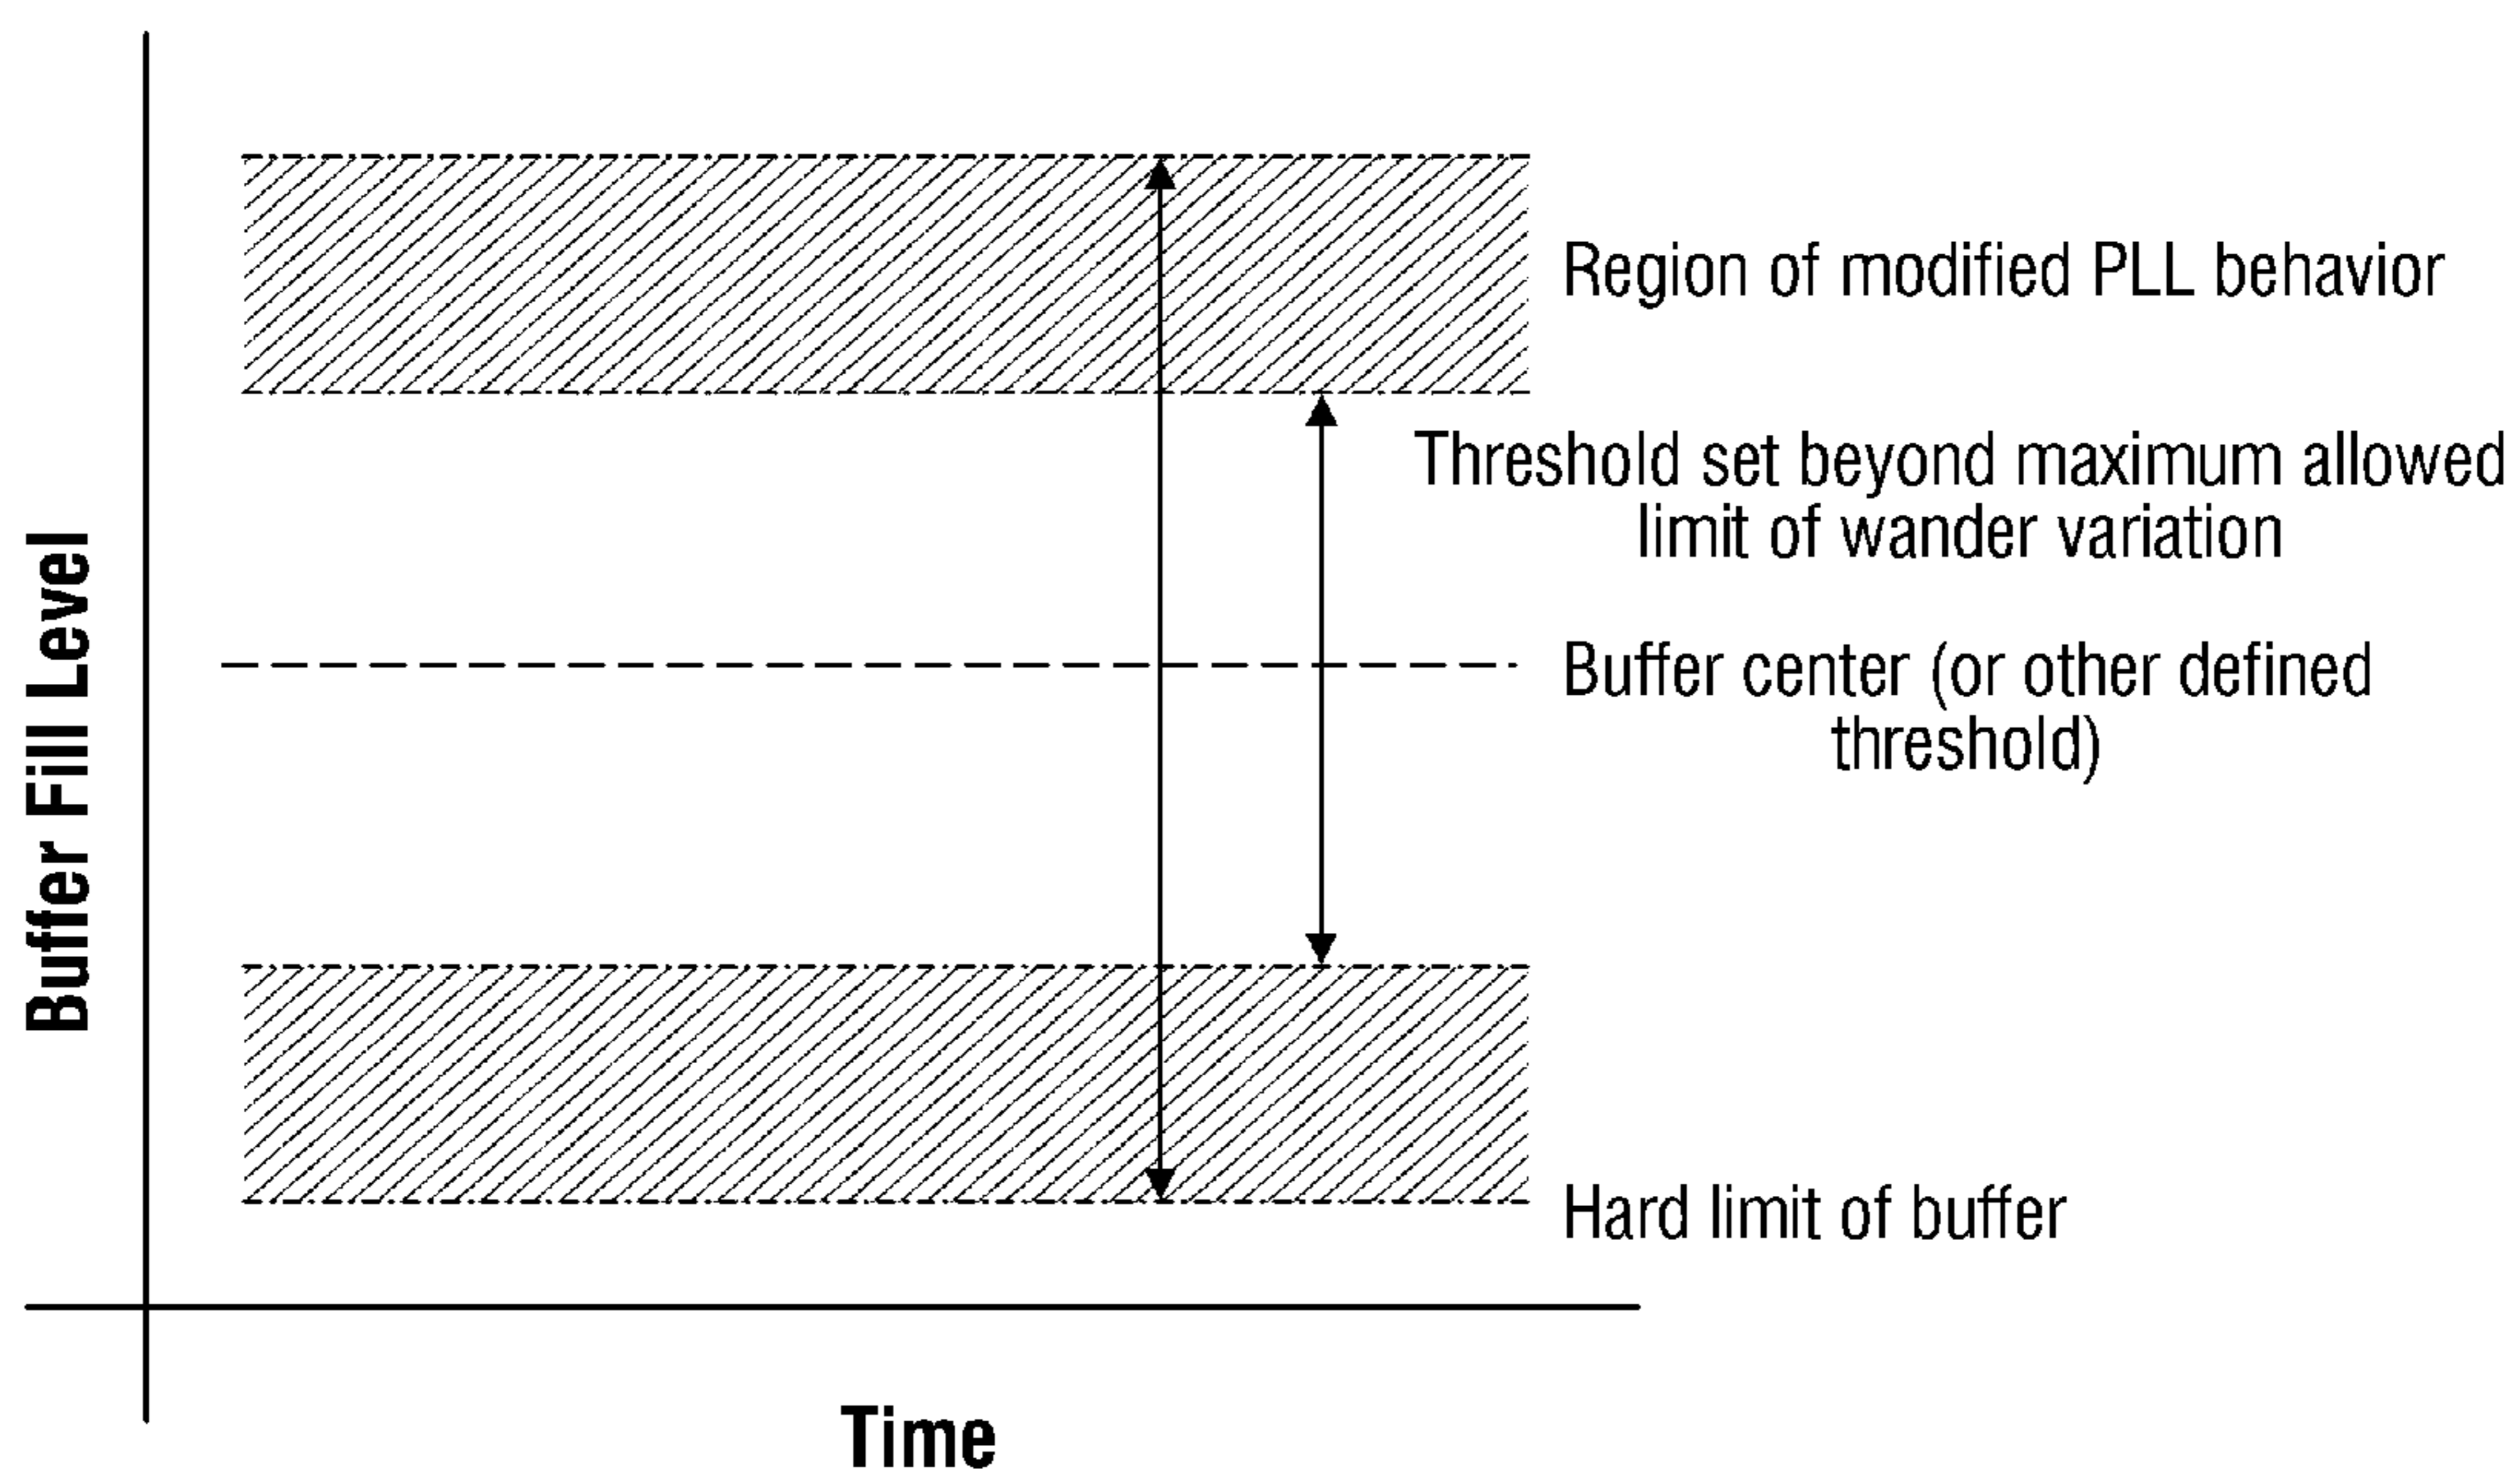 Region of modified PLL behavior
Threshold set beyond maximum allowed
limit of wander variation
Buffer center (or other defined
threshold)
Hard limit of buffer
Buffer Fill Level
Time